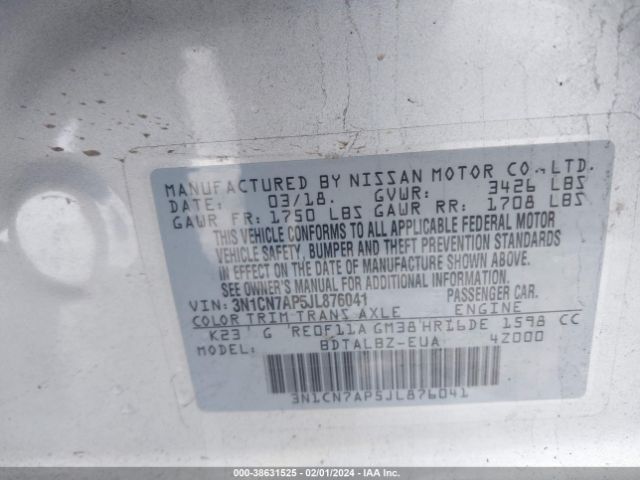 MANUFACTURED BY NISSAN MOTOR CO., LTD.
DATE: 03/18. GVWR: 3426 LBS
GAWR FR: 1750 LBS GAWR RR: 1708 LBS
THIS VEHICLE CONFORMS TO ALL APPLICABLE FEDERAL MOTOR
VEHICLE SAFETY, BUMPER AND THEFT PREVENTION STANDARDS
IN EFFECT ON THE DATE OF MANUFACTURE SHOWN ABOVE.
SEE OWNER'S MANUAL FOR ADDITIONAL INFORMATION.
VIN: 3N1CN7AP5JL876041 PASSENGER CAR.
COLOR TRIM TRANS AXLE ENGINE
K23 G RE0F11A GM38 HR16DE 1598 CC
MODEL: BDTALBZ-EUA 4Z000
3N1CN7AP5JL876041
000-38631525 - 02/01/2024 - IAA Inc.